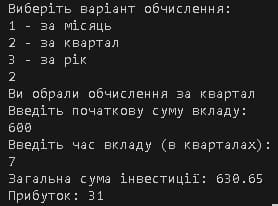 Виберіть варіант обчислення:
1 - за місяць
2 - за квартал
3 - за рік
2
Ви обрали обчислення за квартал
Введіть початкову суму вкладу:
600
Введіть час вкладу (в кварталах):
7
Загальна сума інвестиції: 630.65
Прибуток: 31